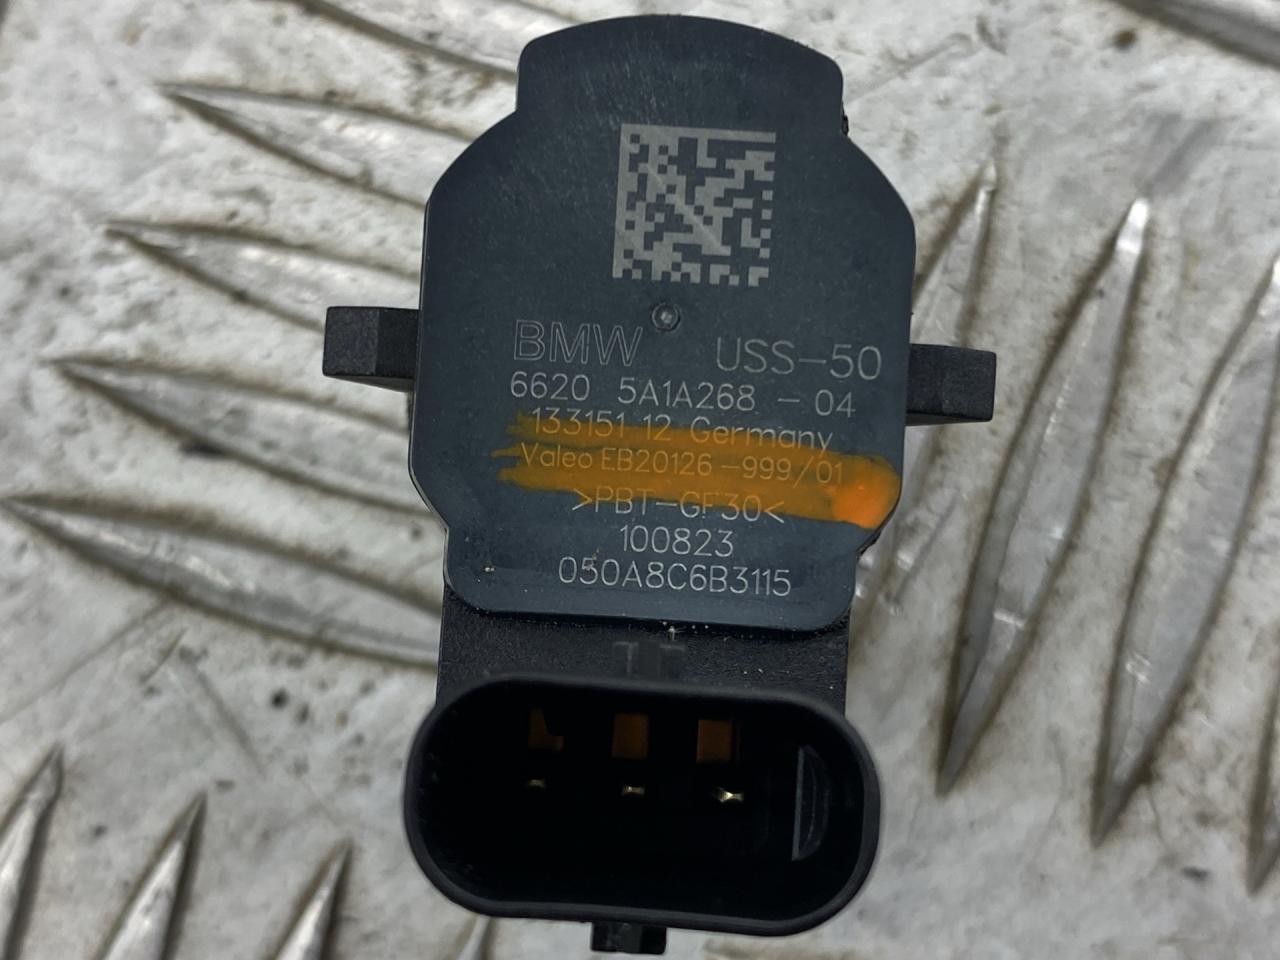 BMW USS-50
6620 5A1A268 - 04
133151 12 Germany
Valeo EB20126-999/01
>PBT-GF30<
100823
050A8C6B3115